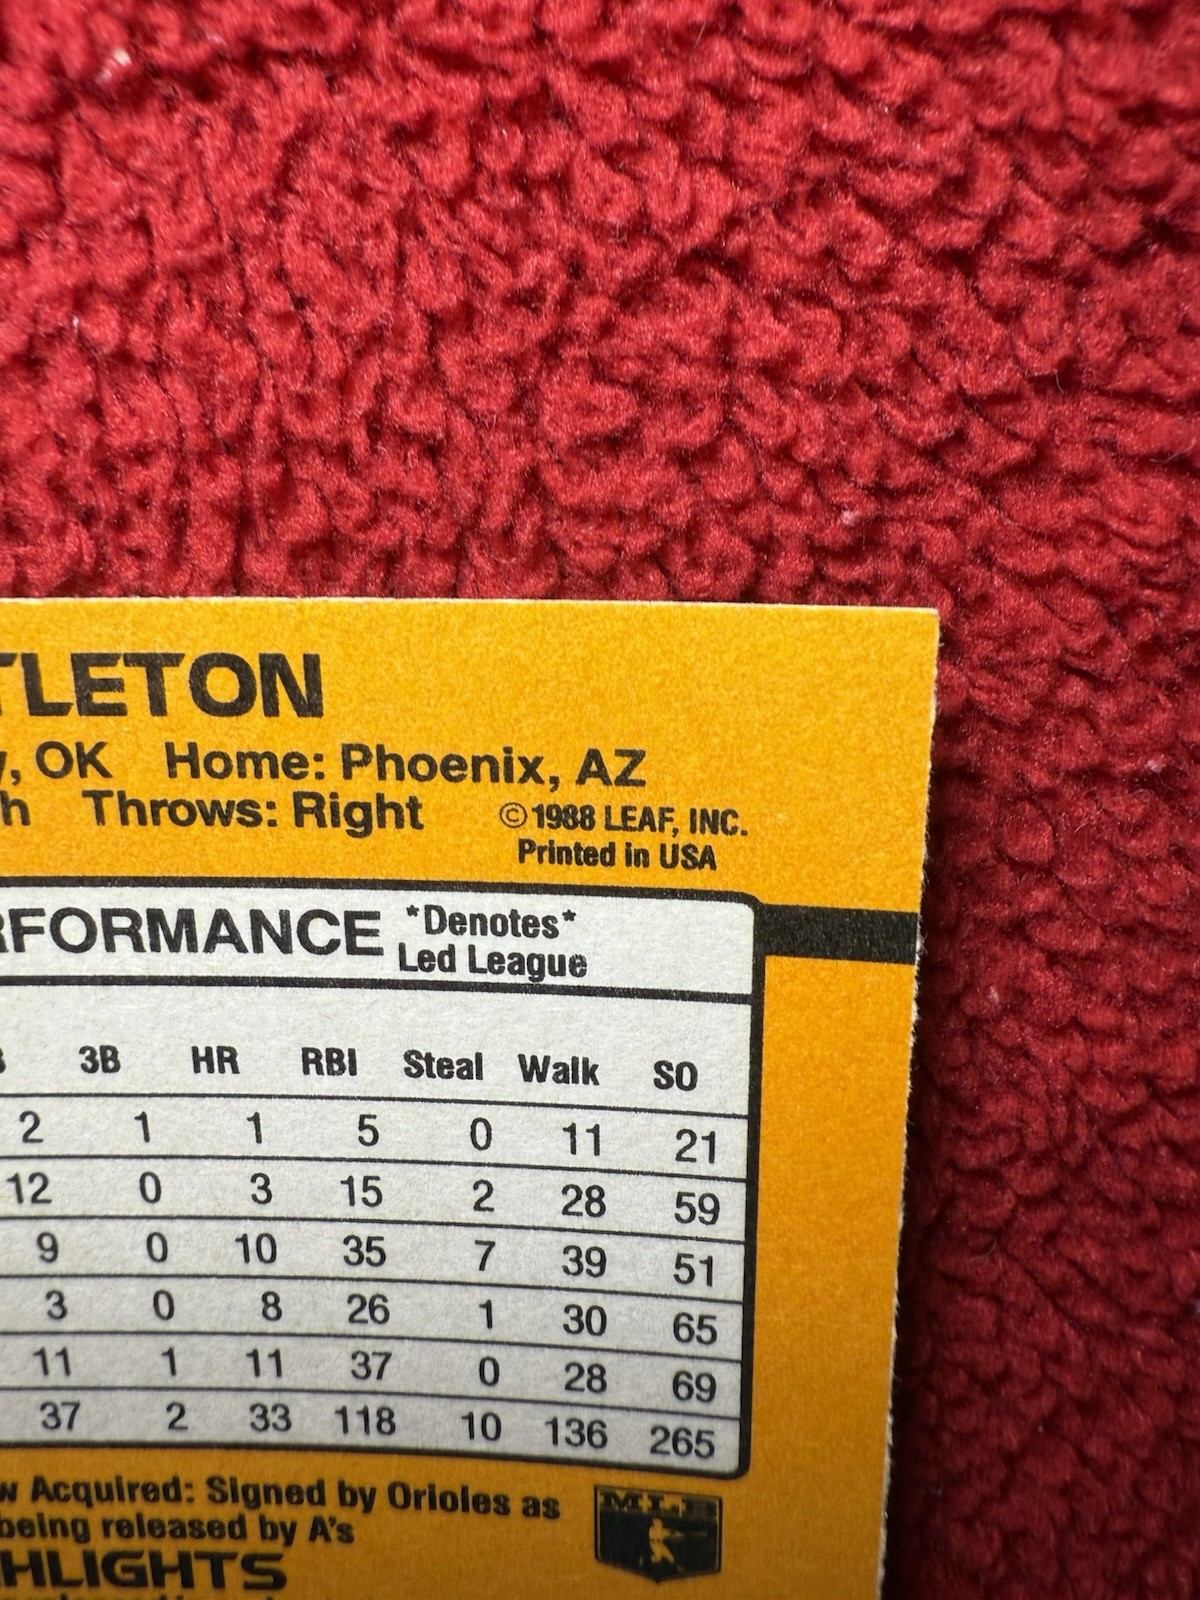 TLETON
, OK Home: Phoenix, AZ
h Throws: Right ©1988 LEAF, INC.
Printed in USA
RFORMANCE *Denotes*
Led League
3B HR RBI Steal Walk SO
2 1 1 5 0 11 21
12 0 3 15 2 28 59
9 0 10 35 7 39 51
3 0 8 26 1 30 65
11 1 11 37 0 28 69
37 2 33 118 10 136 265
w Acquired: Signed by Orioles as
being released by A's
MLB
HLIGHTS